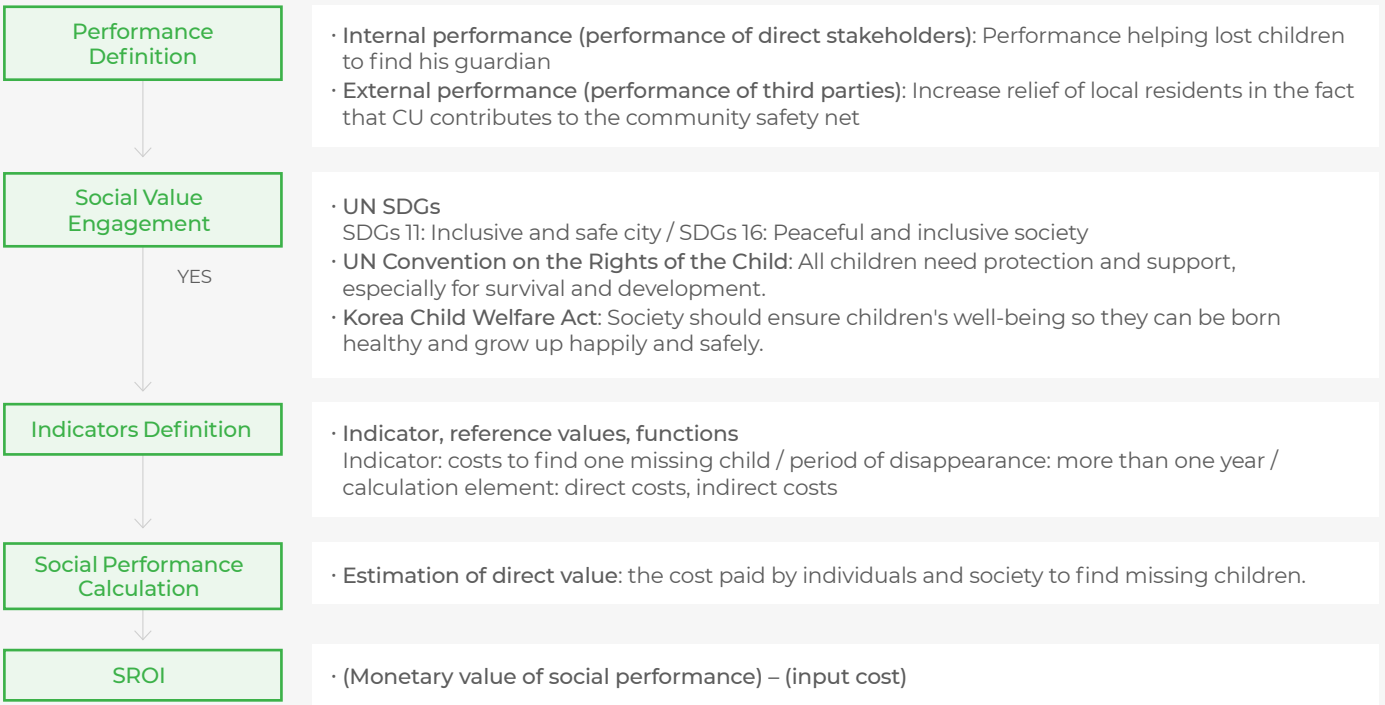 Performance
Definition
· Internal performance (performance of direct stakeholders): Performance helping lost children
to find his guardian
· External performance (performance of third parties): Increase relief of local residents in the fact
that CU contributes to the community safety net
Social Value
Engagement
YES
· UN SDGs
SDGs 11: Inclusive and safe city / SDGs 16: Peaceful and inclusive society
· UN Convention on the Rights of the Child: All children need protection and support,
especially for survival and development.
· Korea Child Welfare Act: Society should ensure children's well-being so they can be born
healthy and grow up happily and safely.
Indicators Definition
· Indicator, reference values, functions
Indicator: costs to find one missing child / period of disappearance: more than one year /
calculation element: direct costs, indirect costs
Social Performance
Calculation
· Estimation of direct value: the cost paid by individuals and society to find missing children.
SROI
· (Monetary value of social performance) – (input cost)